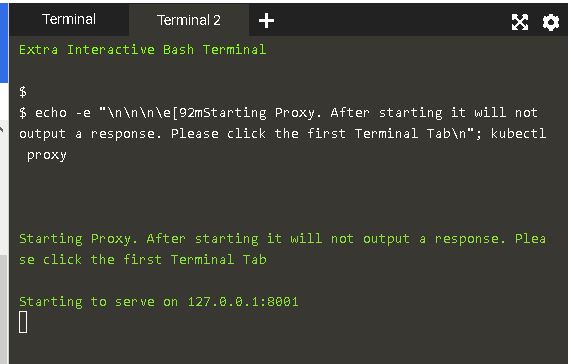 Terminal
Terminal 2
Extra Interactive Bash Terminal
$
$ echo -e "\n\n\n\e[92mStarting Proxy. After starting it will not
output a response. Please click the first Terminal Tab\n"; kubectl
proxy
Starting Proxy. After starting it will not output a response. Plea
se click the first Terminal Tab
Starting to serve on 127.0.0.1:8001